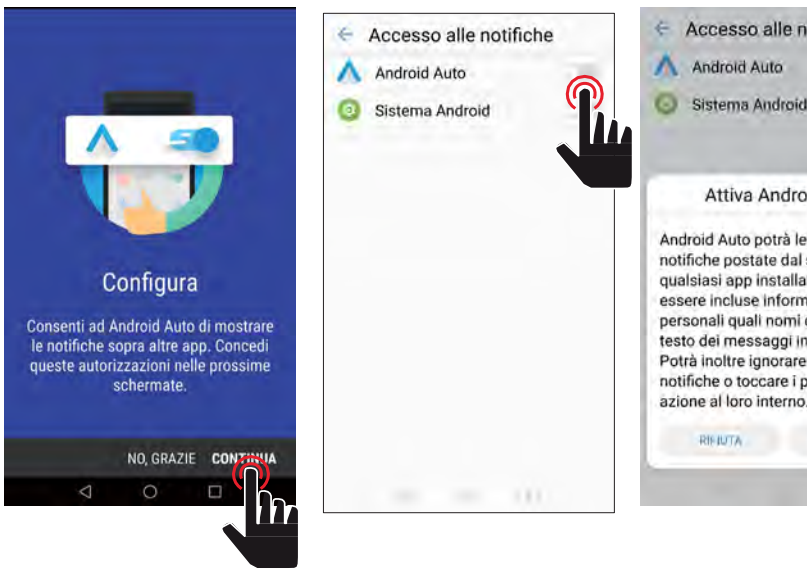 Configura
Consenti ad Android Auto di mostrare
le notifiche sopra altre app. Concedi
queste autorizzazioni nelle prossime
schermate.
NO, GRAZIE CONTINUA
Accesso alle notifiche
Android Auto
Sistema Android
Accesso alle n
Android Auto
Sistema Android
Attiva Andro
Android Auto potrà le
notifiche postate dal
qualsiasi app installa
essere incluse inform
personali quali nomi
testo dei messaggi in
Potrà inoltre ignorare
notifiche o toccare i p
azione al loro interno.
RIFIUTA